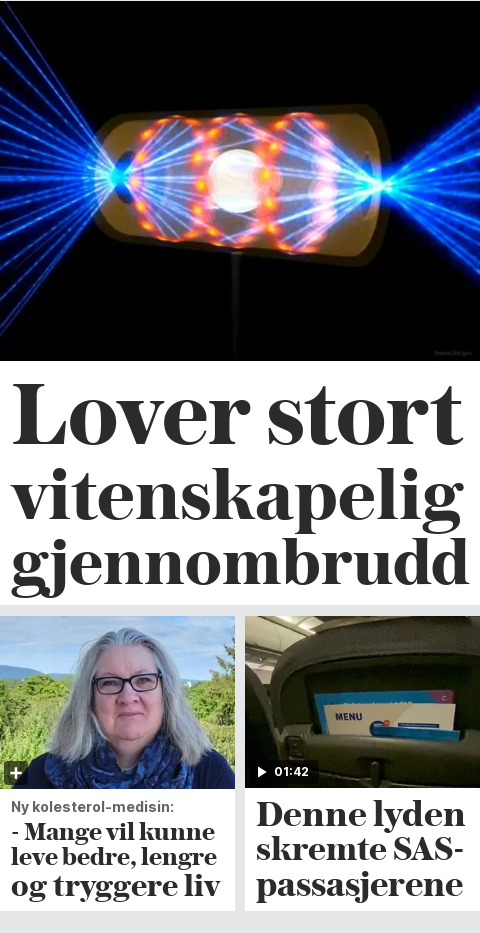 Lover stort
vitenskapelig
gjennombrudd
Ny kolesterol-medisin:
- Mange vil kunne
leve bedre, lengre
og tryggere liv
MENU
01:42
Denne lyden
skremte SAS-
passasjerene